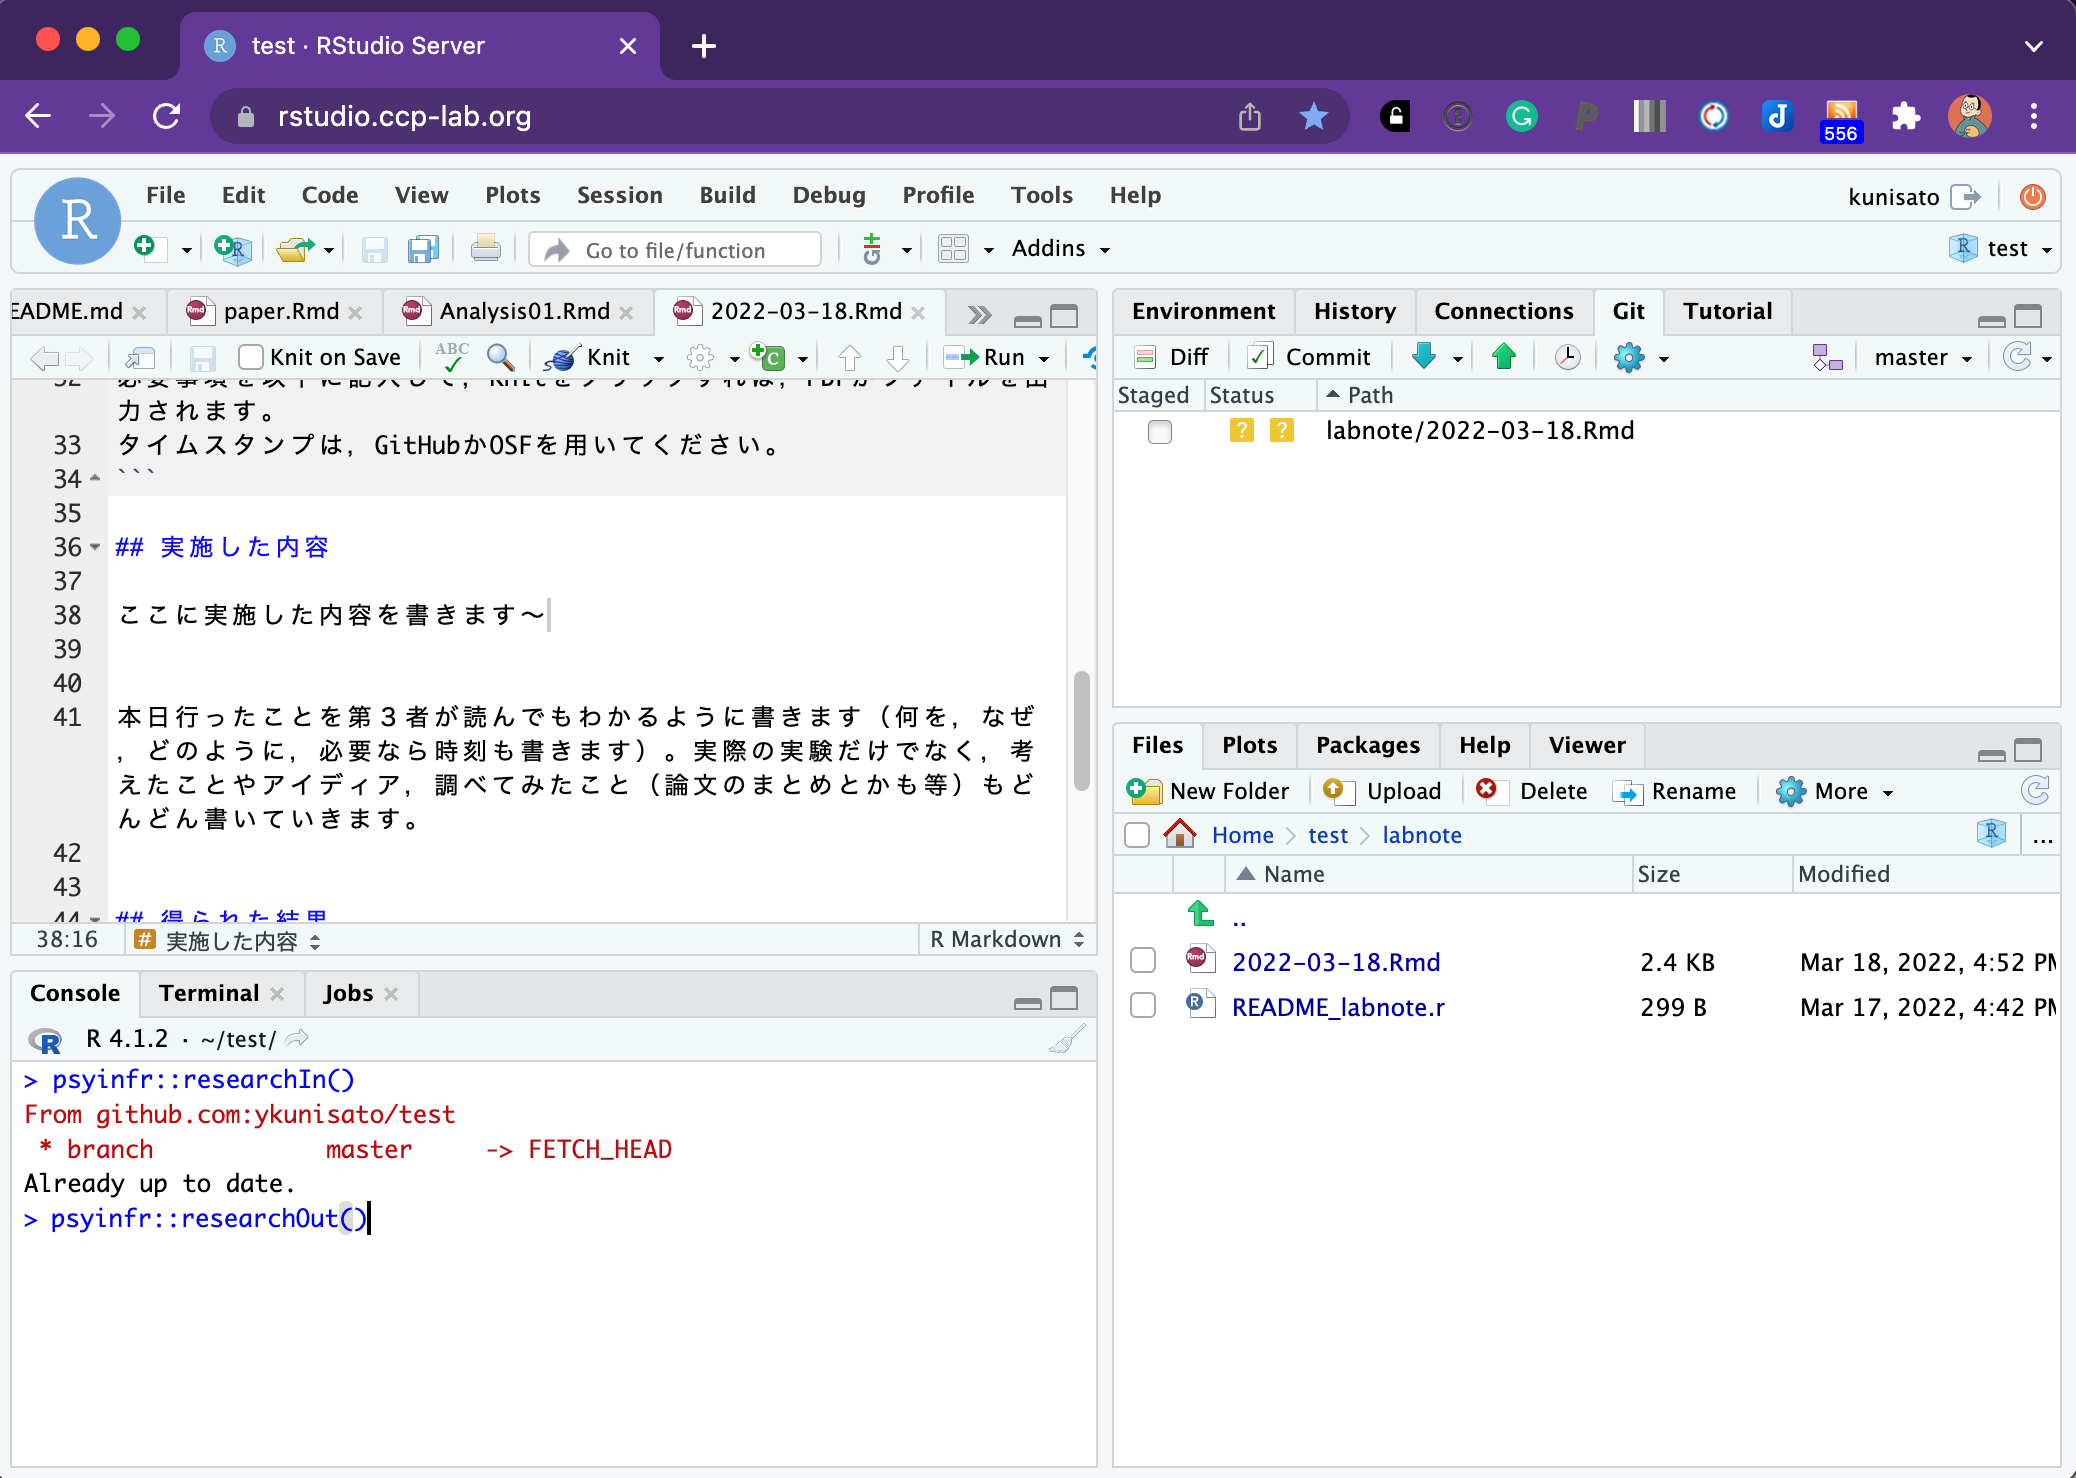 test · RStudio Server
rstudio.ccp-lab.org
556
File Edit Code View Plots Session Build Debug Profile Tools Help
kunisato
R
Go to file/function
Addins
test
EADME.md
paper.Rmd
Analysis01.Rmd
2022-03-18.Rmd
Knit on Save
ABC
Knit
Run
力されます。
33 タイムスタンプは，GitHubかOSFを用いてください。
34 ```
35
36 ## 実施した内容
37
38 ここに実施した内容を書きます〜
39
40
41 本日行ったことを第３者が読んでもわかるように書きます（何を，なぜ
，どのように，必要なら時刻も書きます）。実際の実験だけでなく，考
えたことやアイディア，調べてみたこと（論文のまとめとかも等）もど
んどん書いていきます。
42
43
44 ## 得られた結果
38:16
# 実施した内容
R Markdown
Console Terminal Jobs
R 4.1.2 · ~/test/
> psyinfr::researchIn()
From github.com:ykunisato/test
* branch master -> FETCH_HEAD
Already up to date.
> psyinfr::researchOut()
Environment History Connections Git Tutorial
Diff Commit master
Staged Status Path
? ? labnote/2022-03-18.Rmd
Files Plots Packages Help Viewer
New Folder Upload Delete Rename More
Home test labnote
...
Name Size Modified
..
2022-03-18.Rmd 2.4 KB Mar 18, 2022, 4:52 PM
README_labnote.r 299 B Mar 17, 2022, 4:42 PM